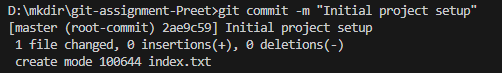 D:\mkdir\git-assignment-Preet>git commit -m "Initial project setup"
[master (root-commit) 2ae9c59] Initial project setup
 1 file changed, 0 insertions(+), 0 deletions(-)
 create mode 100644 index.txt